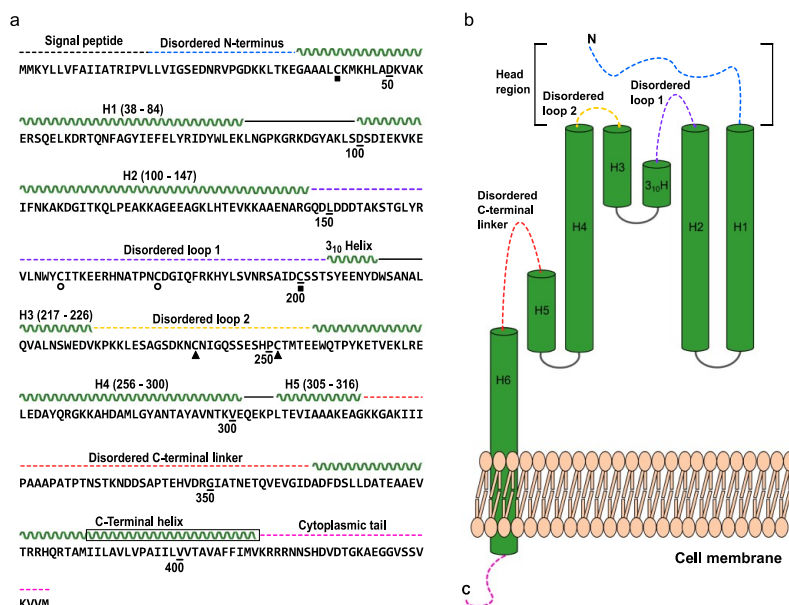 a
Signal peptide
Disordered N-terminus
MMKYLLVFAIIATRIPVLLVIGSEDNRVPGDKKLTKEGAAALCKMKHLADKVAK
50
H1 (38 - 84)
ERSQELKDRTQNFAGYIEFELYRIDYWLEKLNGPKGRKDGYAKLSDSDIEKVKE
100
H2 (100 - 147)
IFNKAKDGITKQLPEAKKAGEEAGKLHTEVKKAAENARGQDLDDDTAKSTGLYR
150
Disordered loop 1
3₁₀ Helix
VLNWYCITKEERHNATPNCDGIQFRKHYLSVNRSAIDCSSTSYEENYDWSANAL
200
H3 (217 - 226)
Disordered loop 2
QVALNSWEDVKPKKLESAGSDKNCNIGQSSESHPCTMTEEWQTPYKETVEKLRE
250
H4 (256 - 300)
H5 (305 - 316)
LEDAYQRGKKAHDAMLGYANTAYAVNTKVEQEKPLTEVIAAAKEAGKKGAKIII
300
Disordered C-terminal linker
PAAAPATPTNSTKNDDSAPTEHVDRGIATNETQVEVGIDADFDSLLDATEAAEV
350
C-Terminal helix
Cytoplasmic tail
TRRHQRTAMIILAVLVPAIILVVTAVAFFIMVKRRRNNSHDVDTGKAEGGVSSV
400
KVVM
b
N
Head
region
Disordered
loop 2
Disordered
loop 1
Disordered
C-terminal
linker
H6
H5
H4
H3
3₁₀H
H2
H1
Cell membrane
C